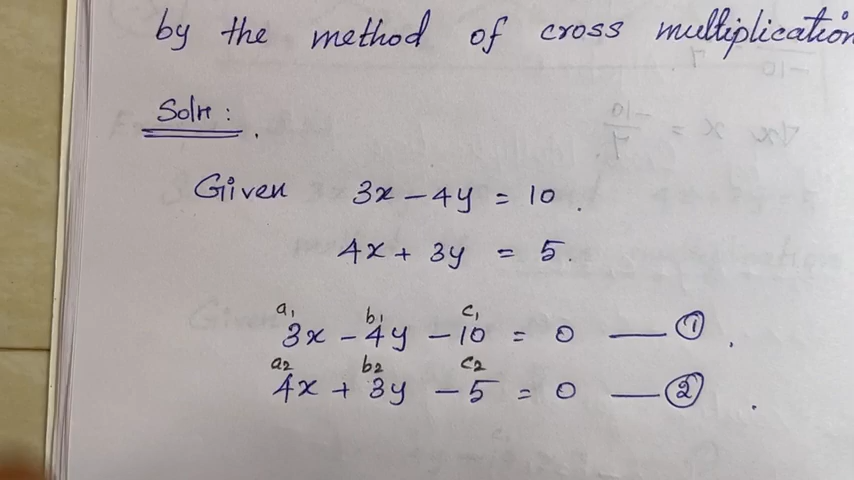 by the method of cross multiplication
Soln :
Given 3x - 4y = 10.
4x + 3y = 5.
a₁ b₁ c₁
3x - 4y - 10 = 0 — ①.
a₂ b₂ c₂
4x + 3y - 5 = 0 — ②.